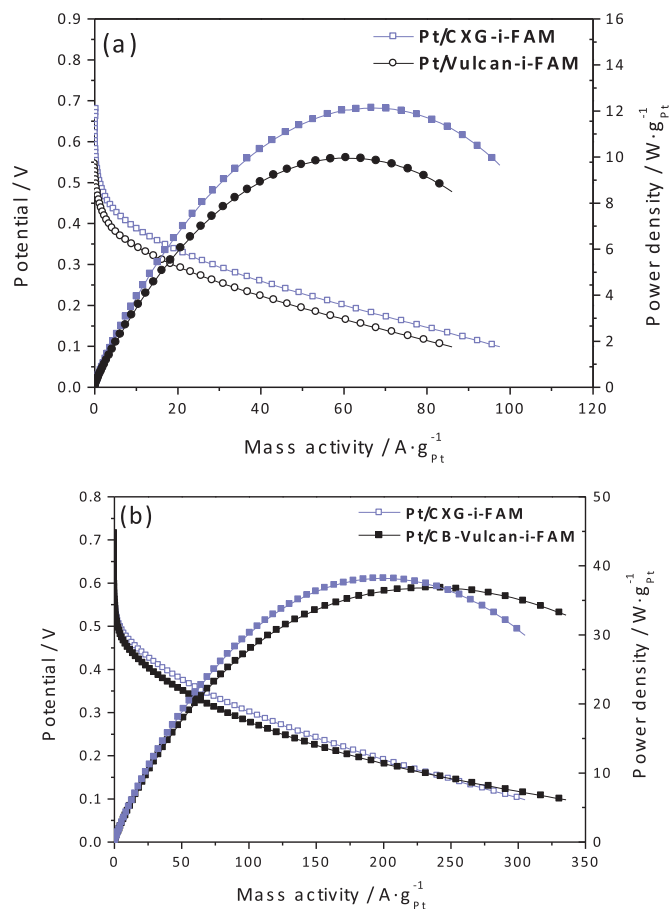 (a)
Pt/CXG-i-FAM
Pt/Vulcan-i-FAM
0.9
0.8
0.7
0.6
0.5
0.4
0.3
0.2
0.1
0.0
Potential / V
16
14
12
10
8
6
4
2
0
Power density / W·g⁻¹Pt
0 20 40 60 80 100 120
Mass activity / A·g⁻¹Pt
(b)
Pt/CXG-i-FAM
Pt/CB-Vulcan-i-FAM
0.8
0.7
0.6
0.5
0.4
0.3
0.2
0.1
0.0
Potential / V
50
40
30
20
10
0
Power density / W·g⁻¹Pt
0 50 100 150 200 250 300 350
Mass activity / A·g⁻¹Pt